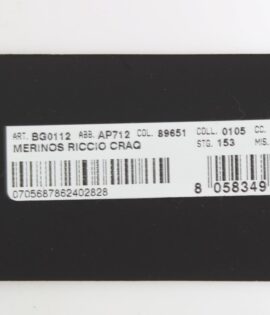 ART. BG0112 ABB. AP712 COL. 89651 COLL. 0105 CC.
MERINOS RICCIO CRAQ STG. 153 MIS.
0705687862402828
8 058349